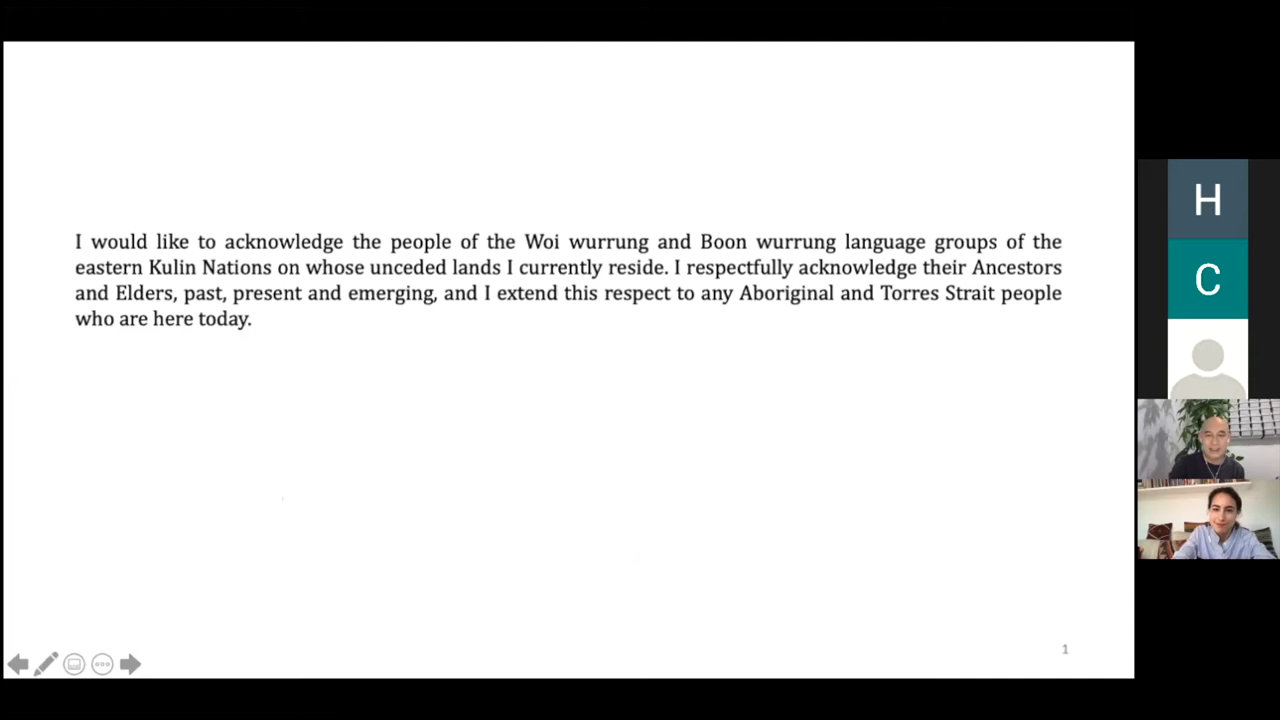 I would like to acknowledge the people of the Woi wurrung and Boon wurrung language groups of the
eastern Kulin Nations on whose unceded lands I currently reside. I respectfully acknowledge their Ancestors
and Elders, past, present and emerging, and I extend this respect to any Aboriginal and Torres Strait people
who are here today.
1
H
C